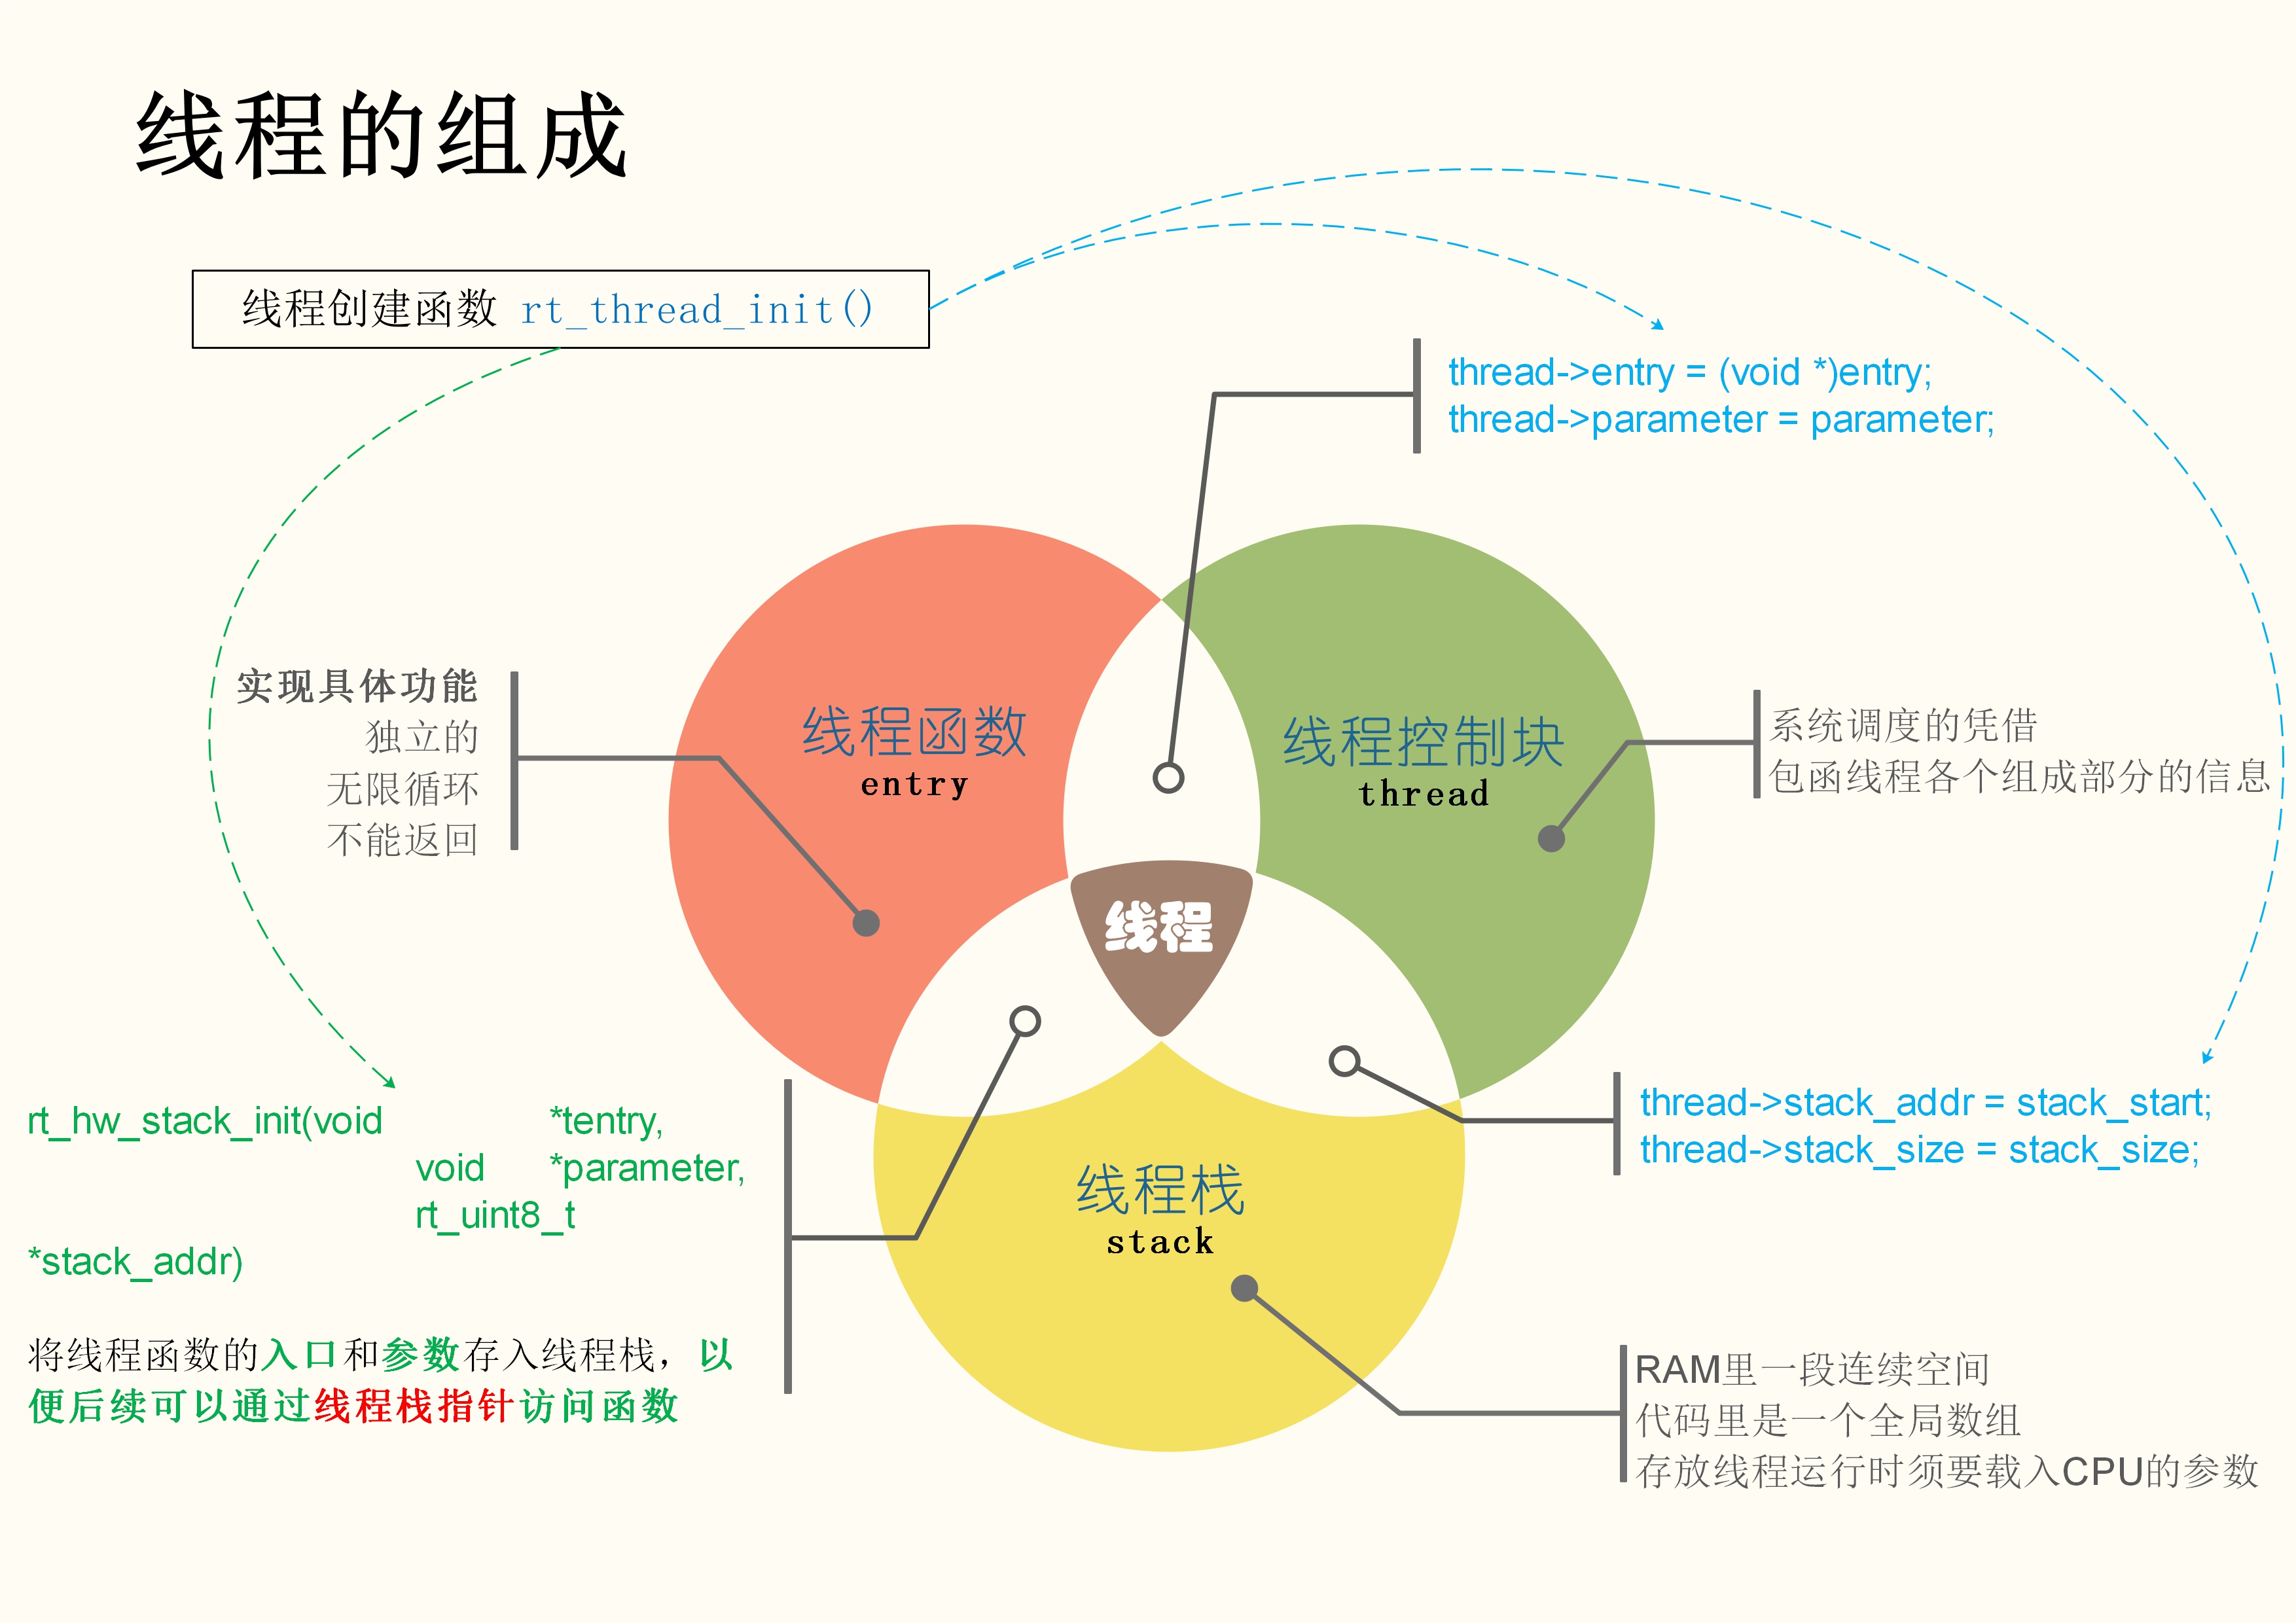 线程的组成
线程创建函数 rt_thread_init()
thread->entry = (void *)entry;
thread->parameter = parameter;
实现具体功能
独立的
无限循环
不能返回
线程函数
entry
线程控制块
thread
系统调度的凭借
包函线程各个组成部分的信息
线程
rt_hw_stack_init(void *tentry,
void *parameter,
rt_uint8_t
*stack_addr)
将线程函数的入口和参数存入线程栈，以
便后续可以通过线程栈指针访问函数
thread->stack_addr = stack_start;
thread->stack_size = stack_size;
线程栈
stack
RAM里一段连续空间
代码里是一个全局数组
存放线程运行时须要载入CPU的参数